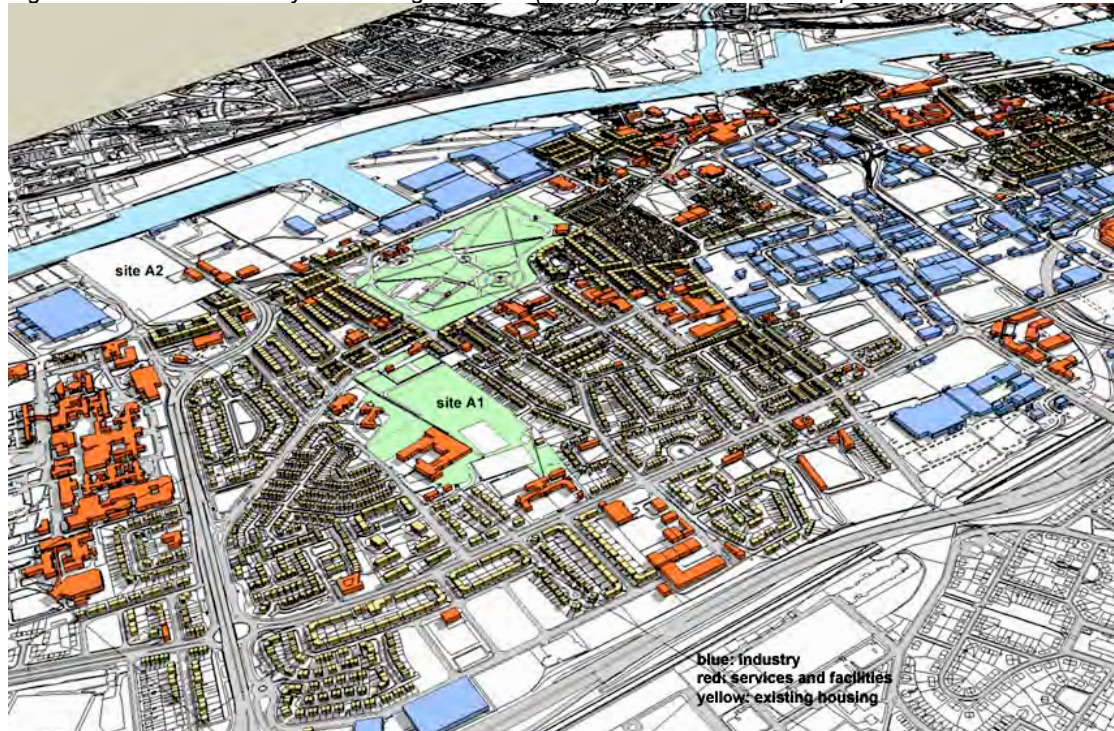 site A2
site A1
blue: industry
red: services and facilities
yellow: existing housing